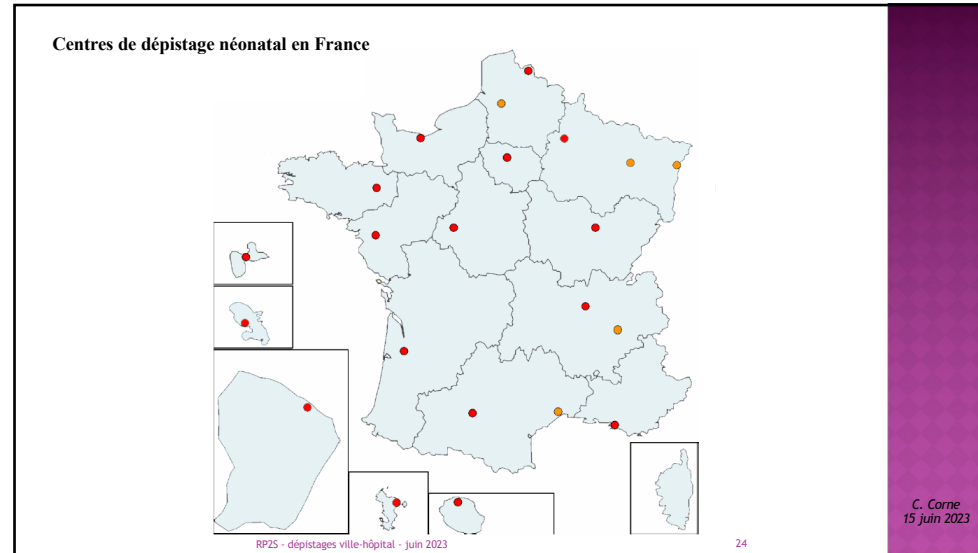 Centres de dépistage néonatal en France
C. Corne
15 juin 2023
RP2S - dépistages ville-hôpital - juin 2023
24